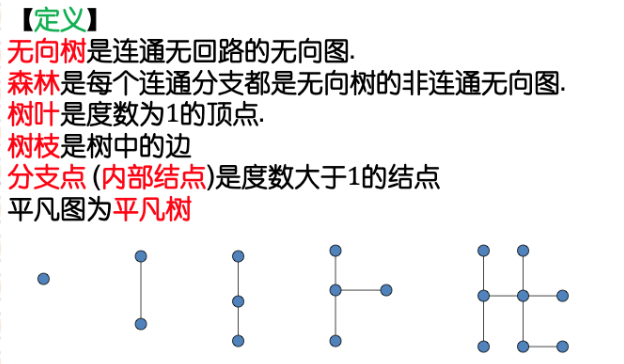 【定义】
无向树是连通无回路的无向图.
森林是每个连通分支都是无向树的非连通无向图.
树叶是度数为1的顶点.
树枝是树中的边
分支点(内部结点)是度数大于1的结点
平凡图为平凡树